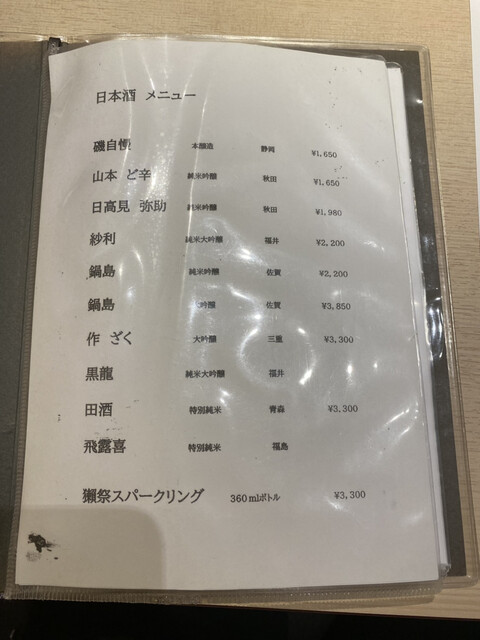 日本酒 メニュー
磯自慢 本醸造 静岡 ¥1,650
山本 ど辛 純米吟醸 秋田 ¥1,650
日高見 弥助 純米吟醸 秋田 ¥1,980
紗利 純米大吟醸 福井 ¥2,200
鍋島 純米吟醸 佐賀 ¥2,200
鍋島 大吟醸 佐賀 ¥3,850
作 ざく 大吟醸 三重 ¥3,300
黒龍 純米大吟醸 福井
田酒 特別純米 青森 ¥3,300
飛露喜 特別純米 福島
獺祭スパークリング 360mlボトル ¥3,300